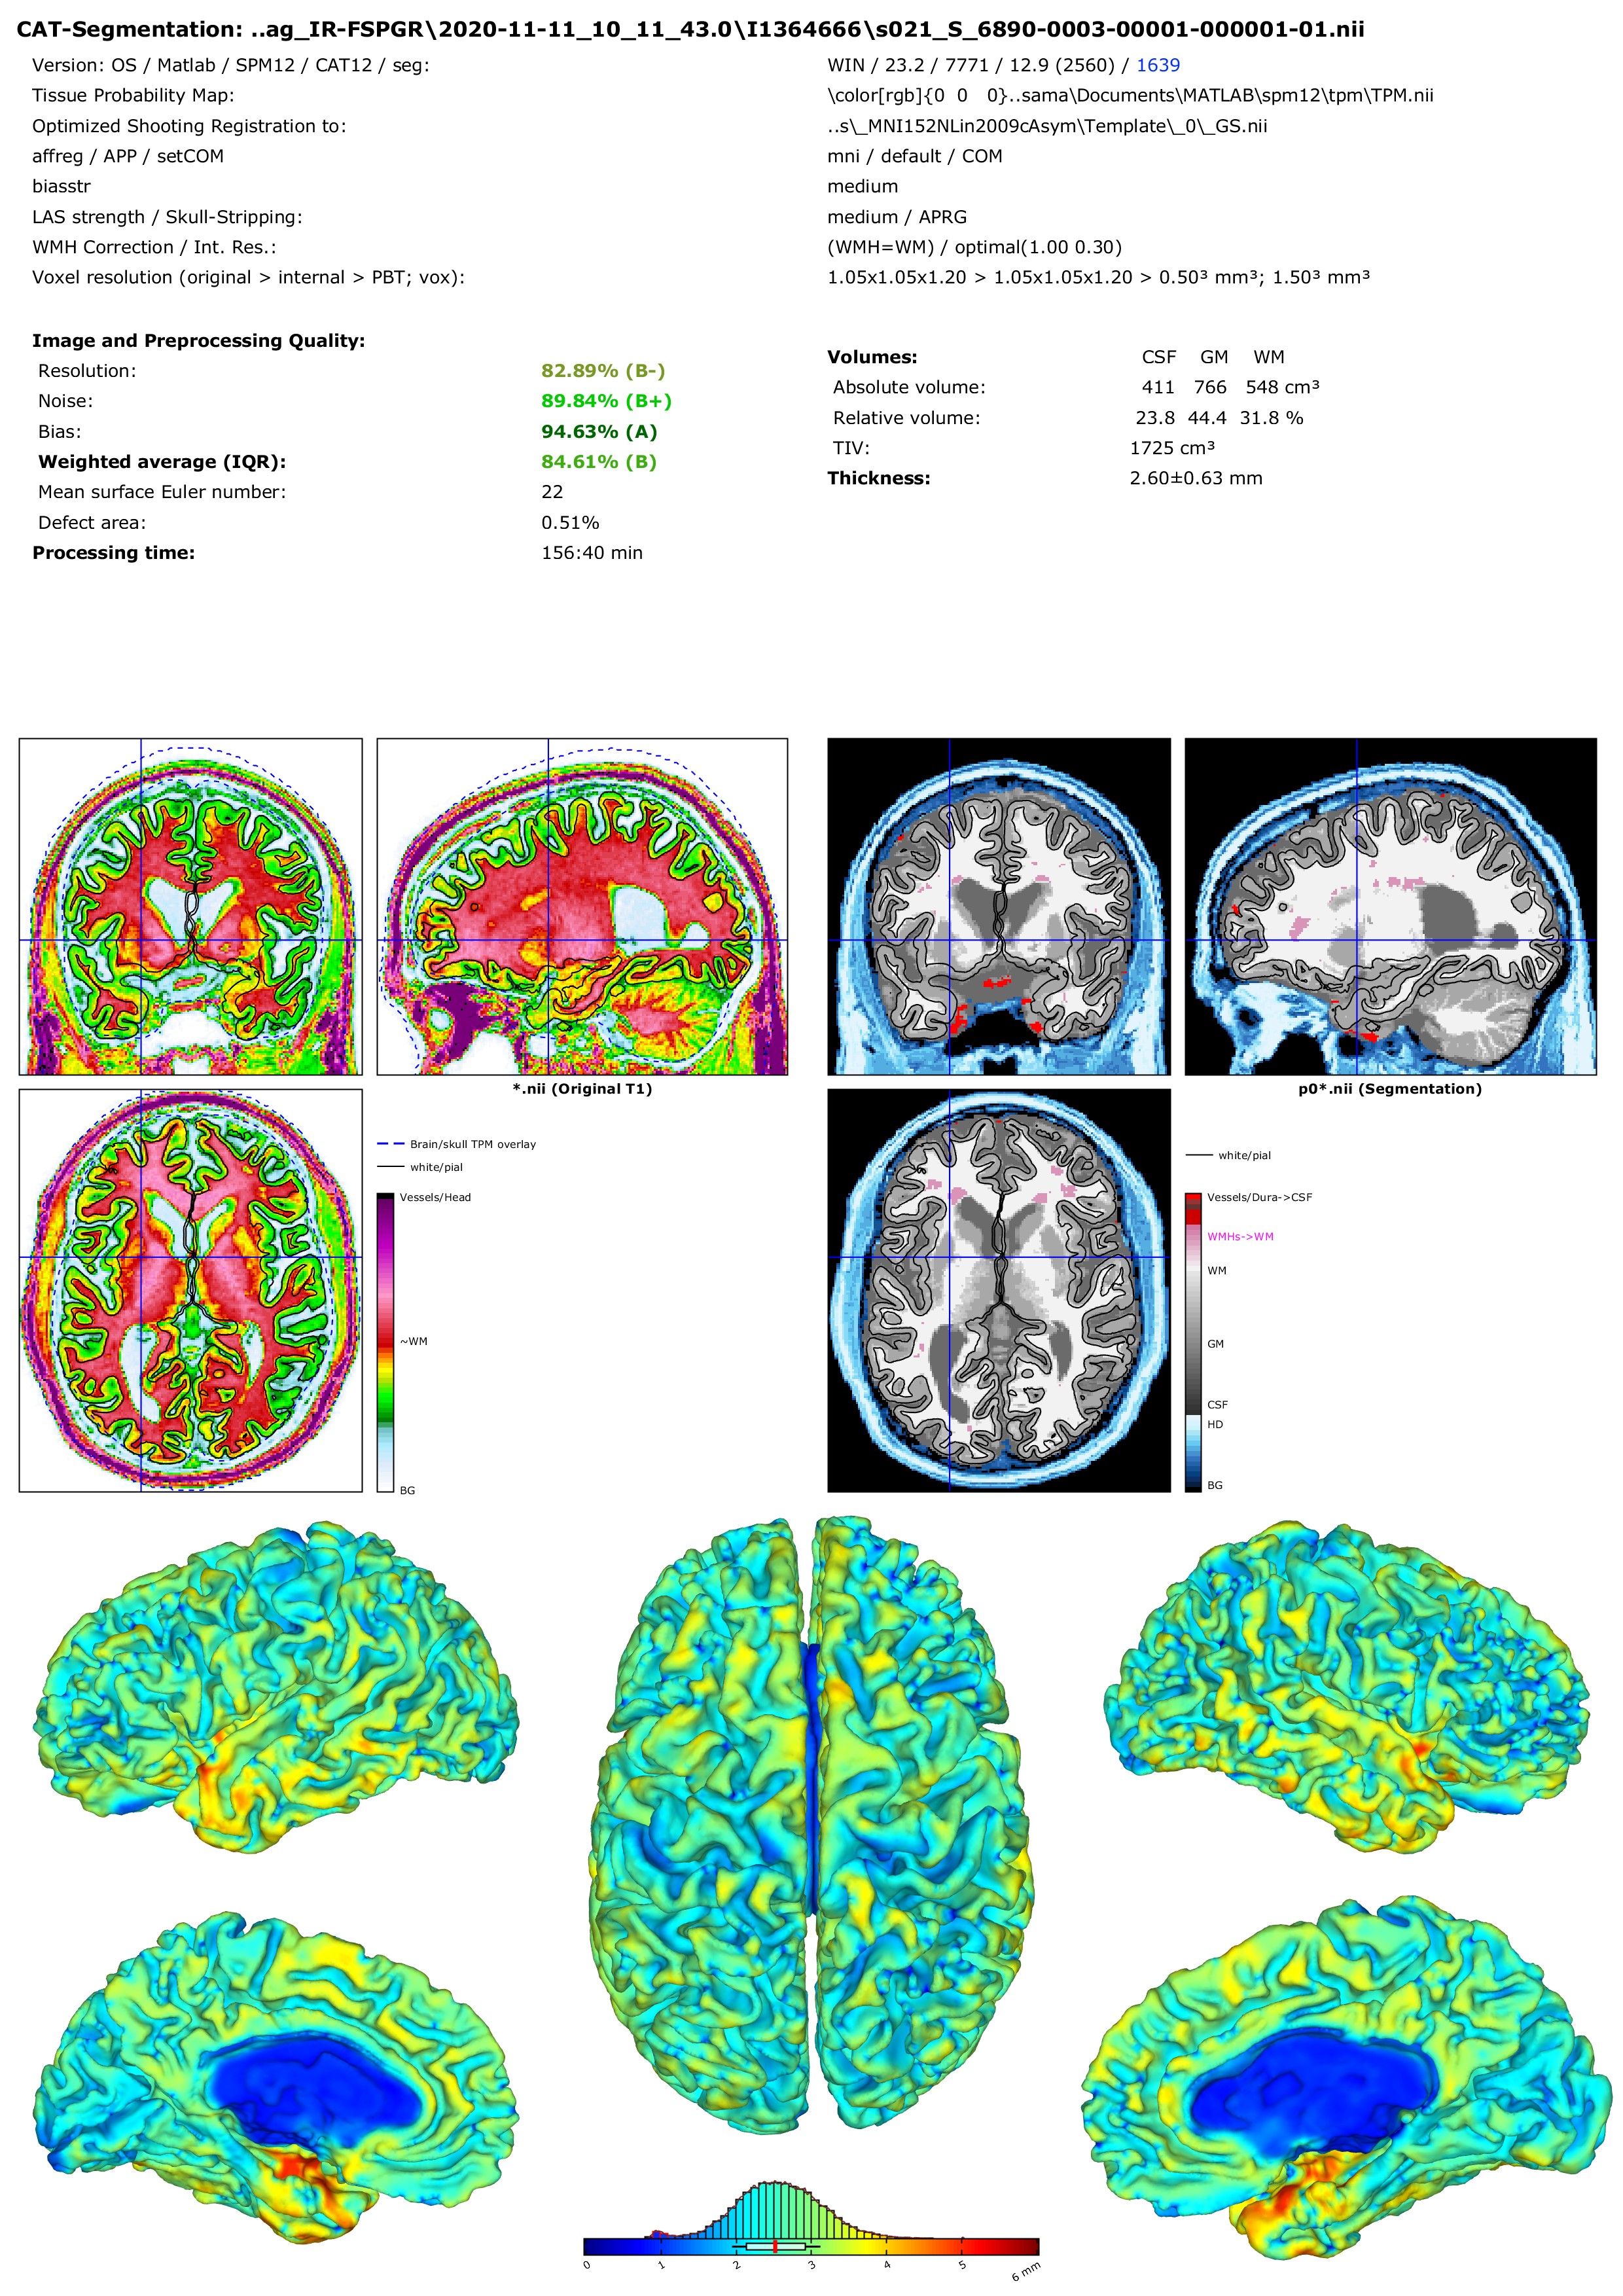 CAT-Segmentation: ..ag_IR-FSPGR\2020-11-11_10_11_43.0\I1364666\s021_S_6890-0003-00001-000001-01.nii
Version: OS / Matlab / SPM12 / CAT12 / seg: WIN / 23.2 / 7771 / 12.9 (2560) / 1639
Tissue Probability Map: \color[rgb]{0 0 0}..sama\Documents\MATLAB\spm12\tpm\TPM.nii
Optimized Shooting Registration to: ..s\_MNI152NLin2009cAsym\Template\_0\_GS.nii
affreg / APP / setCOM mni / default / COM
biasstr medium
LAS strength / Skull-Stripping: medium / APRG
WMH Correction / Int. Res.: (WMH=WM) / optimal(1.00 0.30)
Voxel resolution (original > internal > PBT; vox): 1.05x1.05x1.20 > 1.05x1.05x1.20 > 0.50³ mm³; 1.50³ mm³
Image and Preprocessing Quality:
Resolution: 82.89% (B-)
Noise: 89.84% (B+)
Bias: 94.63% (A)
Weighted average (IQR): 84.61% (B)
Mean surface Euler number: 22
Defect area: 0.51%
Processing time: 156:40 min
Volumes: CSF GM WM
Absolute volume: 411 766 548 cm³
Relative volume: 23.8 44.4 31.8 %
TIV: 1725 cm³
Thickness: 2.60±0.63 mm
*.nii (Original T1)
Brain/skull TPM overlay
white/pial
Vessels/Head
~WM
BG
p0*.nii (Segmentation)
white/pial
Vessels/Dura->CSF
WMHs->WM
WM
GM
CSF
HD
BG
0 1 2 3 4 5 6 mm